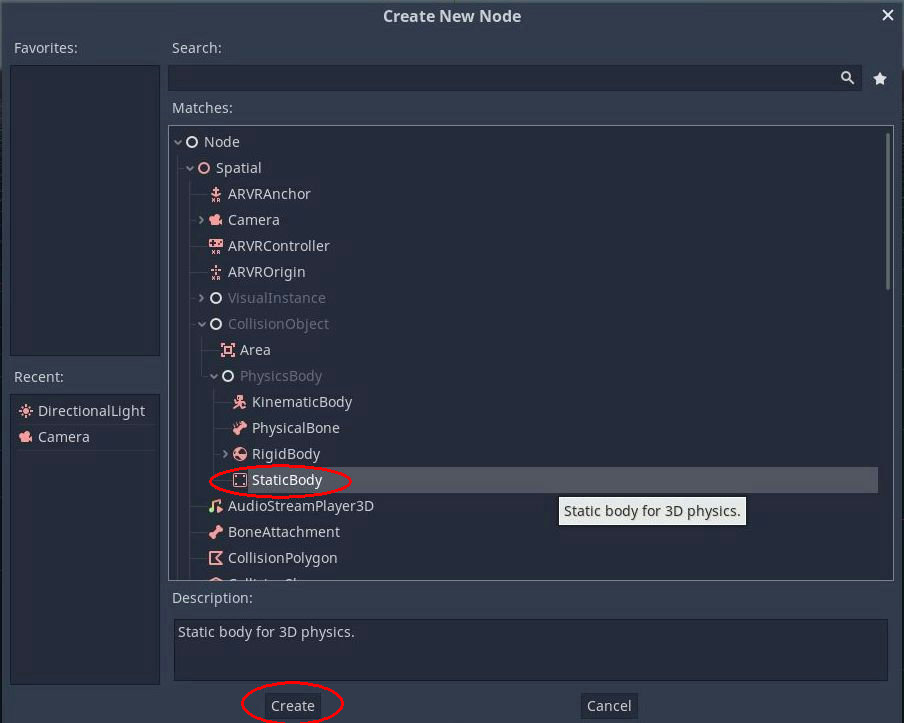 Create New Node
Favorites:
Search:
Matches:
Node
Spatial
ARVRAnchor
Camera
ARVRController
ARVROrigin
VisualInstance
CollisionObject
Area
PhysicsBody
KinematicBody
PhysicalBone
RigidBody
StaticBody
AudioStreamPlayer3D
Static body for 3D physics.
BoneAttachment
CollisionPolygon
Recent:
DirectionalLight
Camera
Description:
Static body for 3D physics.
Create
Cancel